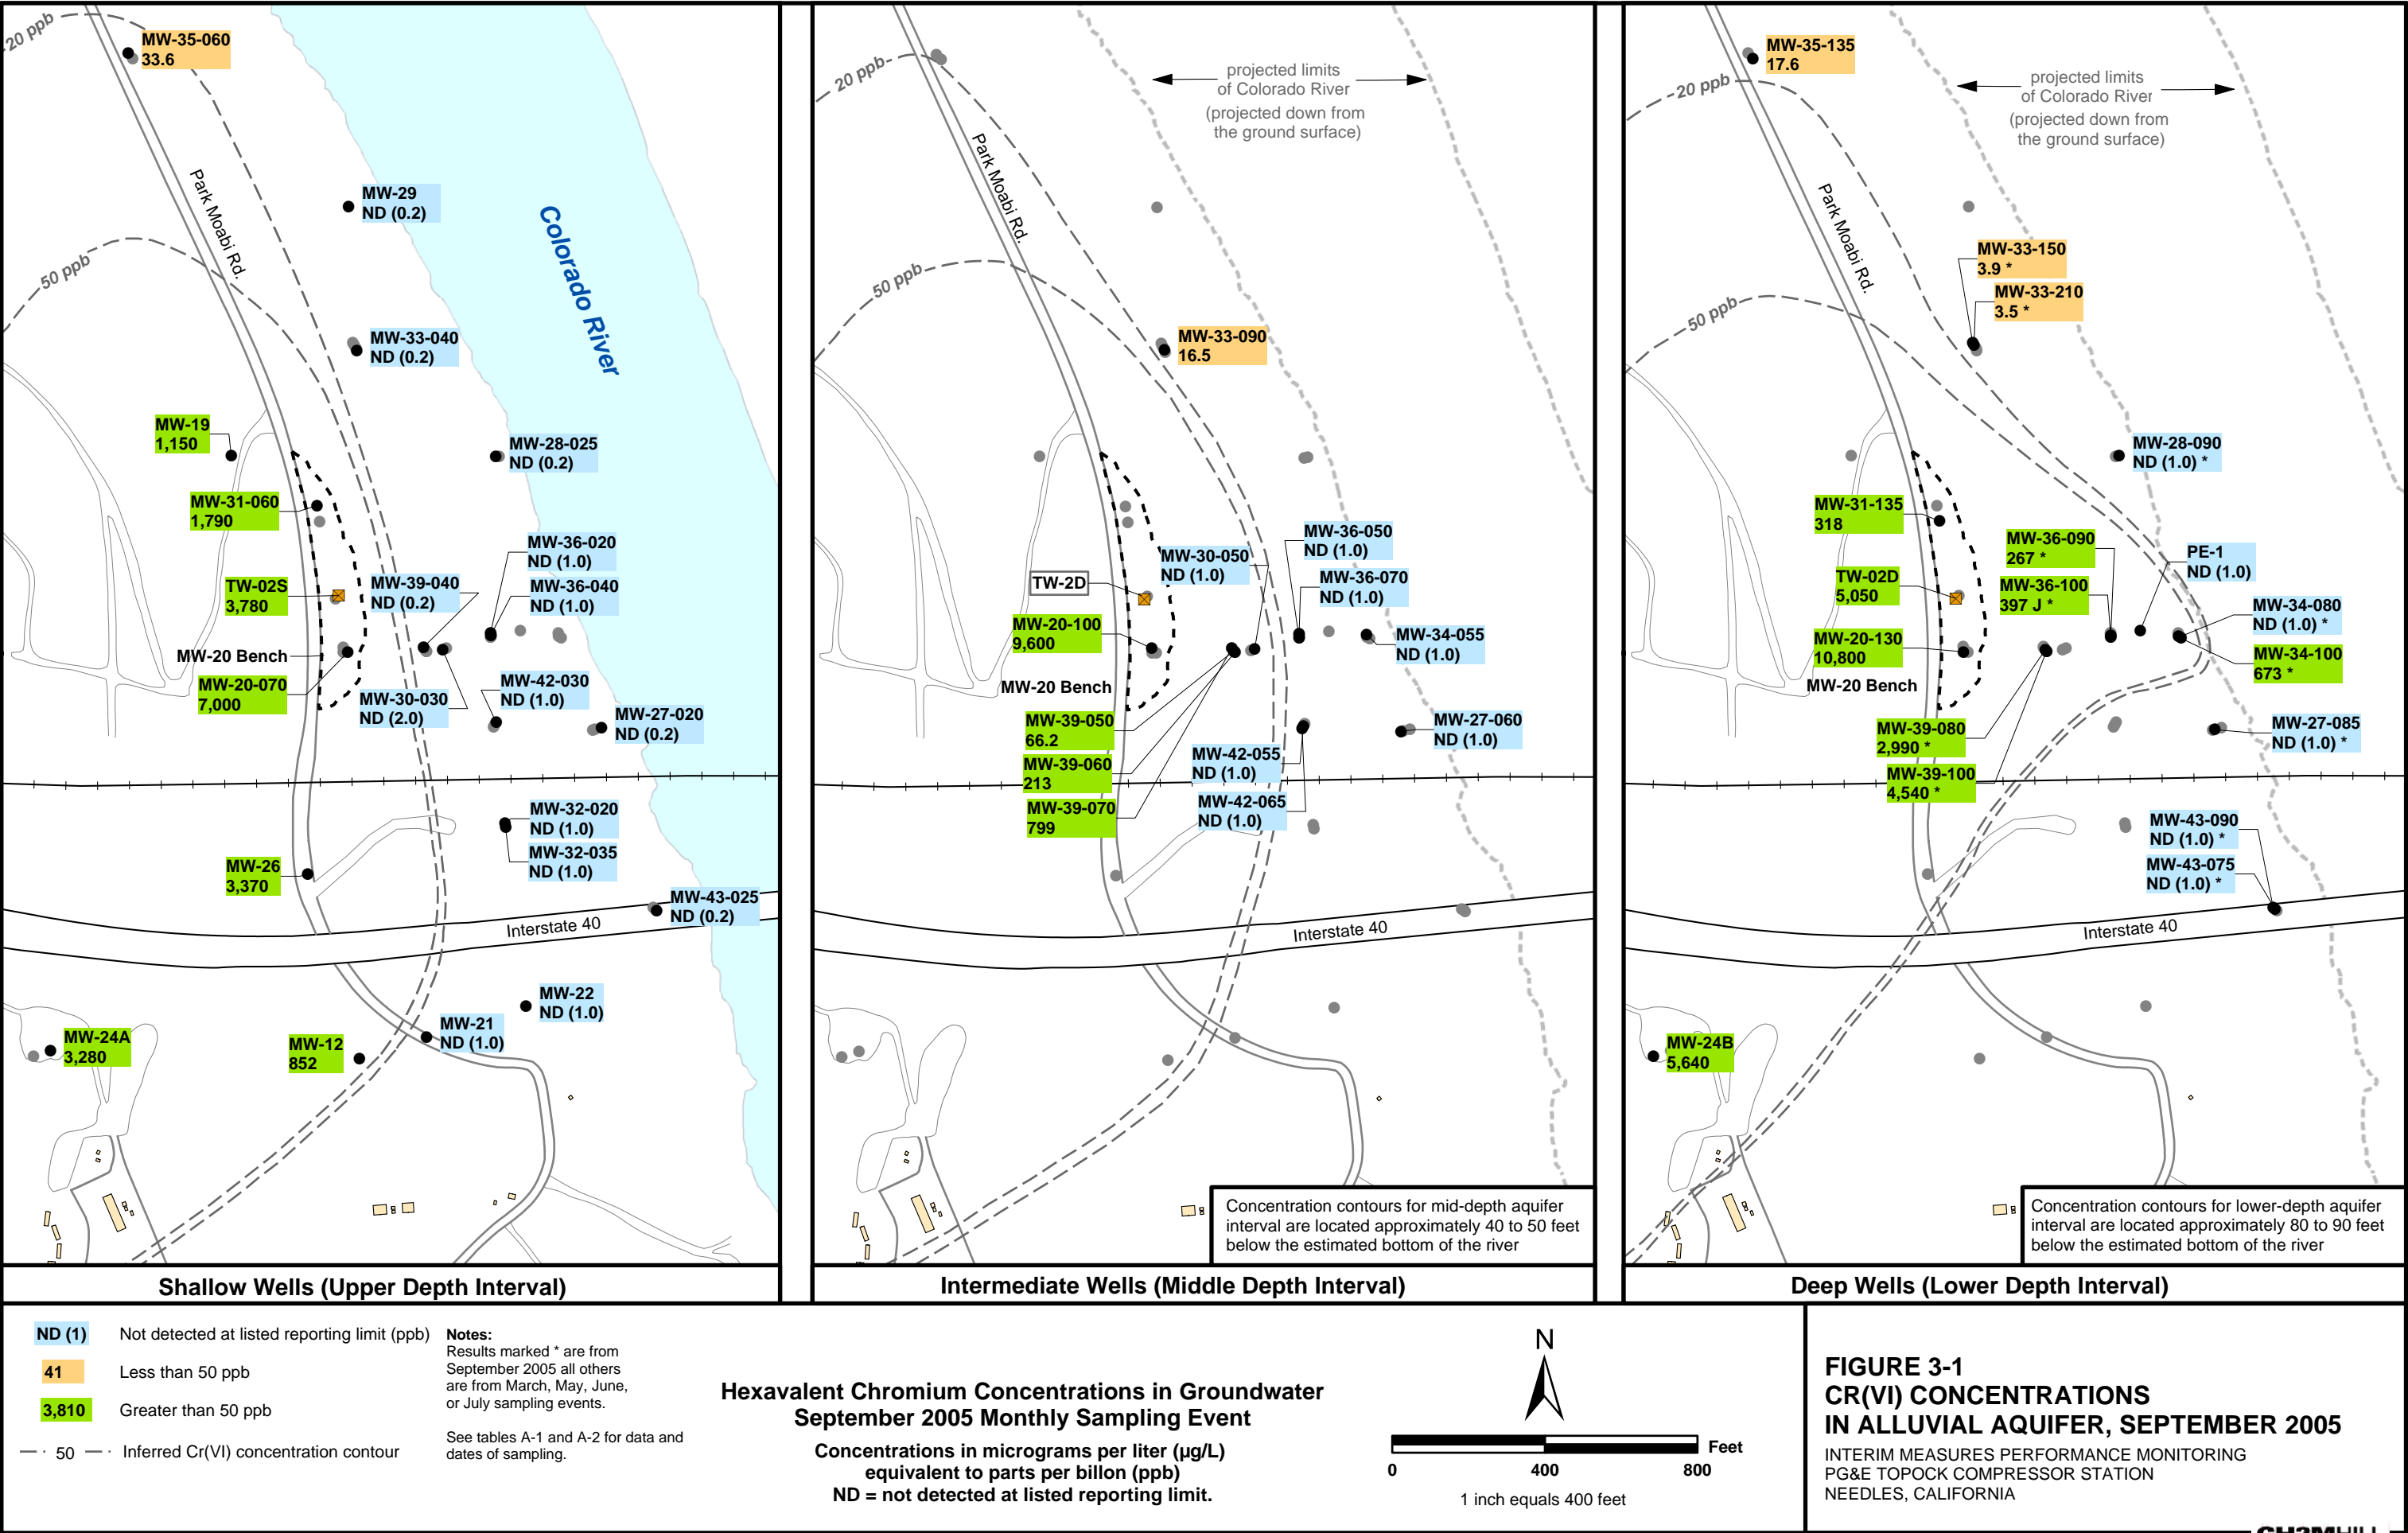 20 ppb
MW-35-060
33.6
MW-29
ND (0.2)
Park Moabi Rd.
Colorado River
50 ppb
MW-33-040
ND (0.2)
MW-19
1,150
MW-28-025
ND (0.2)
MW-31-060
1,790
MW-36-020
ND (1.0)
MW-39-040
ND (0.2)
MW-36-040
ND (1.0)
TW-02S
3,780
MW-20 Bench
MW-20-070
7,000
MW-30-030
ND (2.0)
MW-42-030
ND (1.0)
MW-27-020
ND (0.2)
MW-32-020
ND (1.0)
MW-32-035
ND (1.0)
MW-26
3,370
MW-43-025
ND (0.2)
Interstate 40
MW-22
ND (1.0)
MW-21
ND (1.0)
MW-24A
3,280
MW-12
852
Shallow Wells (Upper Depth Interval)
20 ppb
projected limits
of Colorado River
(projected down from
the ground surface)
Park Moabi Rd.
50 ppb
MW-33-090
16.5
MW-36-050
ND (1.0)
MW-30-050
ND (1.0)
MW-36-070
ND (1.0)
TW-2D
MW-20-100
9,600
MW-34-055
ND (1.0)
MW-20 Bench
MW-39-050
66.2
MW-27-060
ND (1.0)
MW-42-055
ND (1.0)
MW-39-060
213
MW-42-065
ND (1.0)
MW-39-070
799
Interstate 40
Concentration contours for mid-depth aquifer
interval are located approximately 40 to 50 feet
below the estimated bottom of the river
Intermediate Wells (Middle Depth Interval)
MW-35-135
17.6
20 ppb
projected limits
of Colorado River
(projected down from
the ground surface)
Park Moabi Rd.
MW-33-150
3.9 *
MW-33-210
3.5 *
50 ppb
MW-28-090
ND (1.0) *
MW-31-135
318
MW-36-090
267 *
PE-1
ND (1.0)
TW-02D
5,050
MW-36-100
397 J *
MW-34-080
ND (1.0) *
MW-20-130
10,800
MW-34-100
673 *
MW-20 Bench
MW-39-080
2,990 *
MW-27-085
ND (1.0) *
MW-39-100
4,540 *
MW-43-090
ND (1.0) *
MW-43-075
ND (1.0) *
Interstate 40
MW-24B
5,640
Concentration contours for lower-depth aquifer
interval are located approximately 80 to 90 feet
below the estimated bottom of the river
Deep Wells (Lower Depth Interval)
ND (1) Not detected at listed reporting limit (ppb)
41 Less than 50 ppb
3,810 Greater than 50 ppb
50 Inferred Cr(VI) concentration contour
Notes:
Results marked * are from
September 2005 all others
are from March, May, June,
or July sampling events.
See tables A-1 and A-2 for data and
dates of sampling.
Hexavalent Chromium Concentrations in Groundwater
September 2005 Monthly Sampling Event
Concentrations in micrograms per liter (µg/L)
equivalent to parts per billon (ppb)
ND = not detected at listed reporting limit.
N
Feet
0 400 800
1 inch equals 400 feet
FIGURE 3-1
CR(VI) CONCENTRATIONS
IN ALLUVIAL AQUIFER, SEPTEMBER 2005
INTERIM MEASURES PERFORMANCE MONITORING
PG&E TOPOCK COMPRESSOR STATION
NEEDLES, CALIFORNIA
CH2MHILL